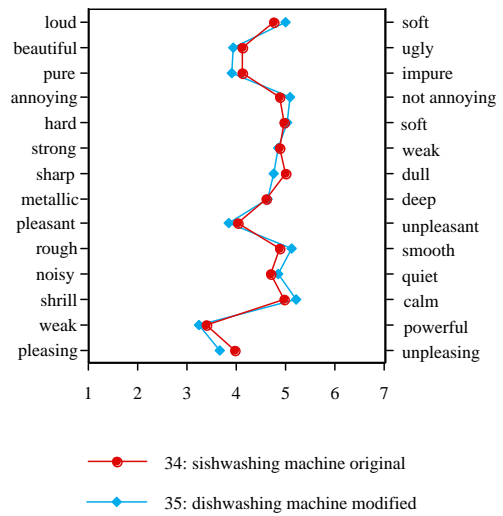 loud soft
beautiful ugly
pure impure
annoying not annoying
hard soft
strong weak
sharp dull
metallic deep
pleasant unpleasant
rough smooth
noisy quiet
shrill calm
weak powerful
pleasing unpleasing
1 2 3 4 5 6 7
34: sishwashing machine original
35: dishwashing machine modified